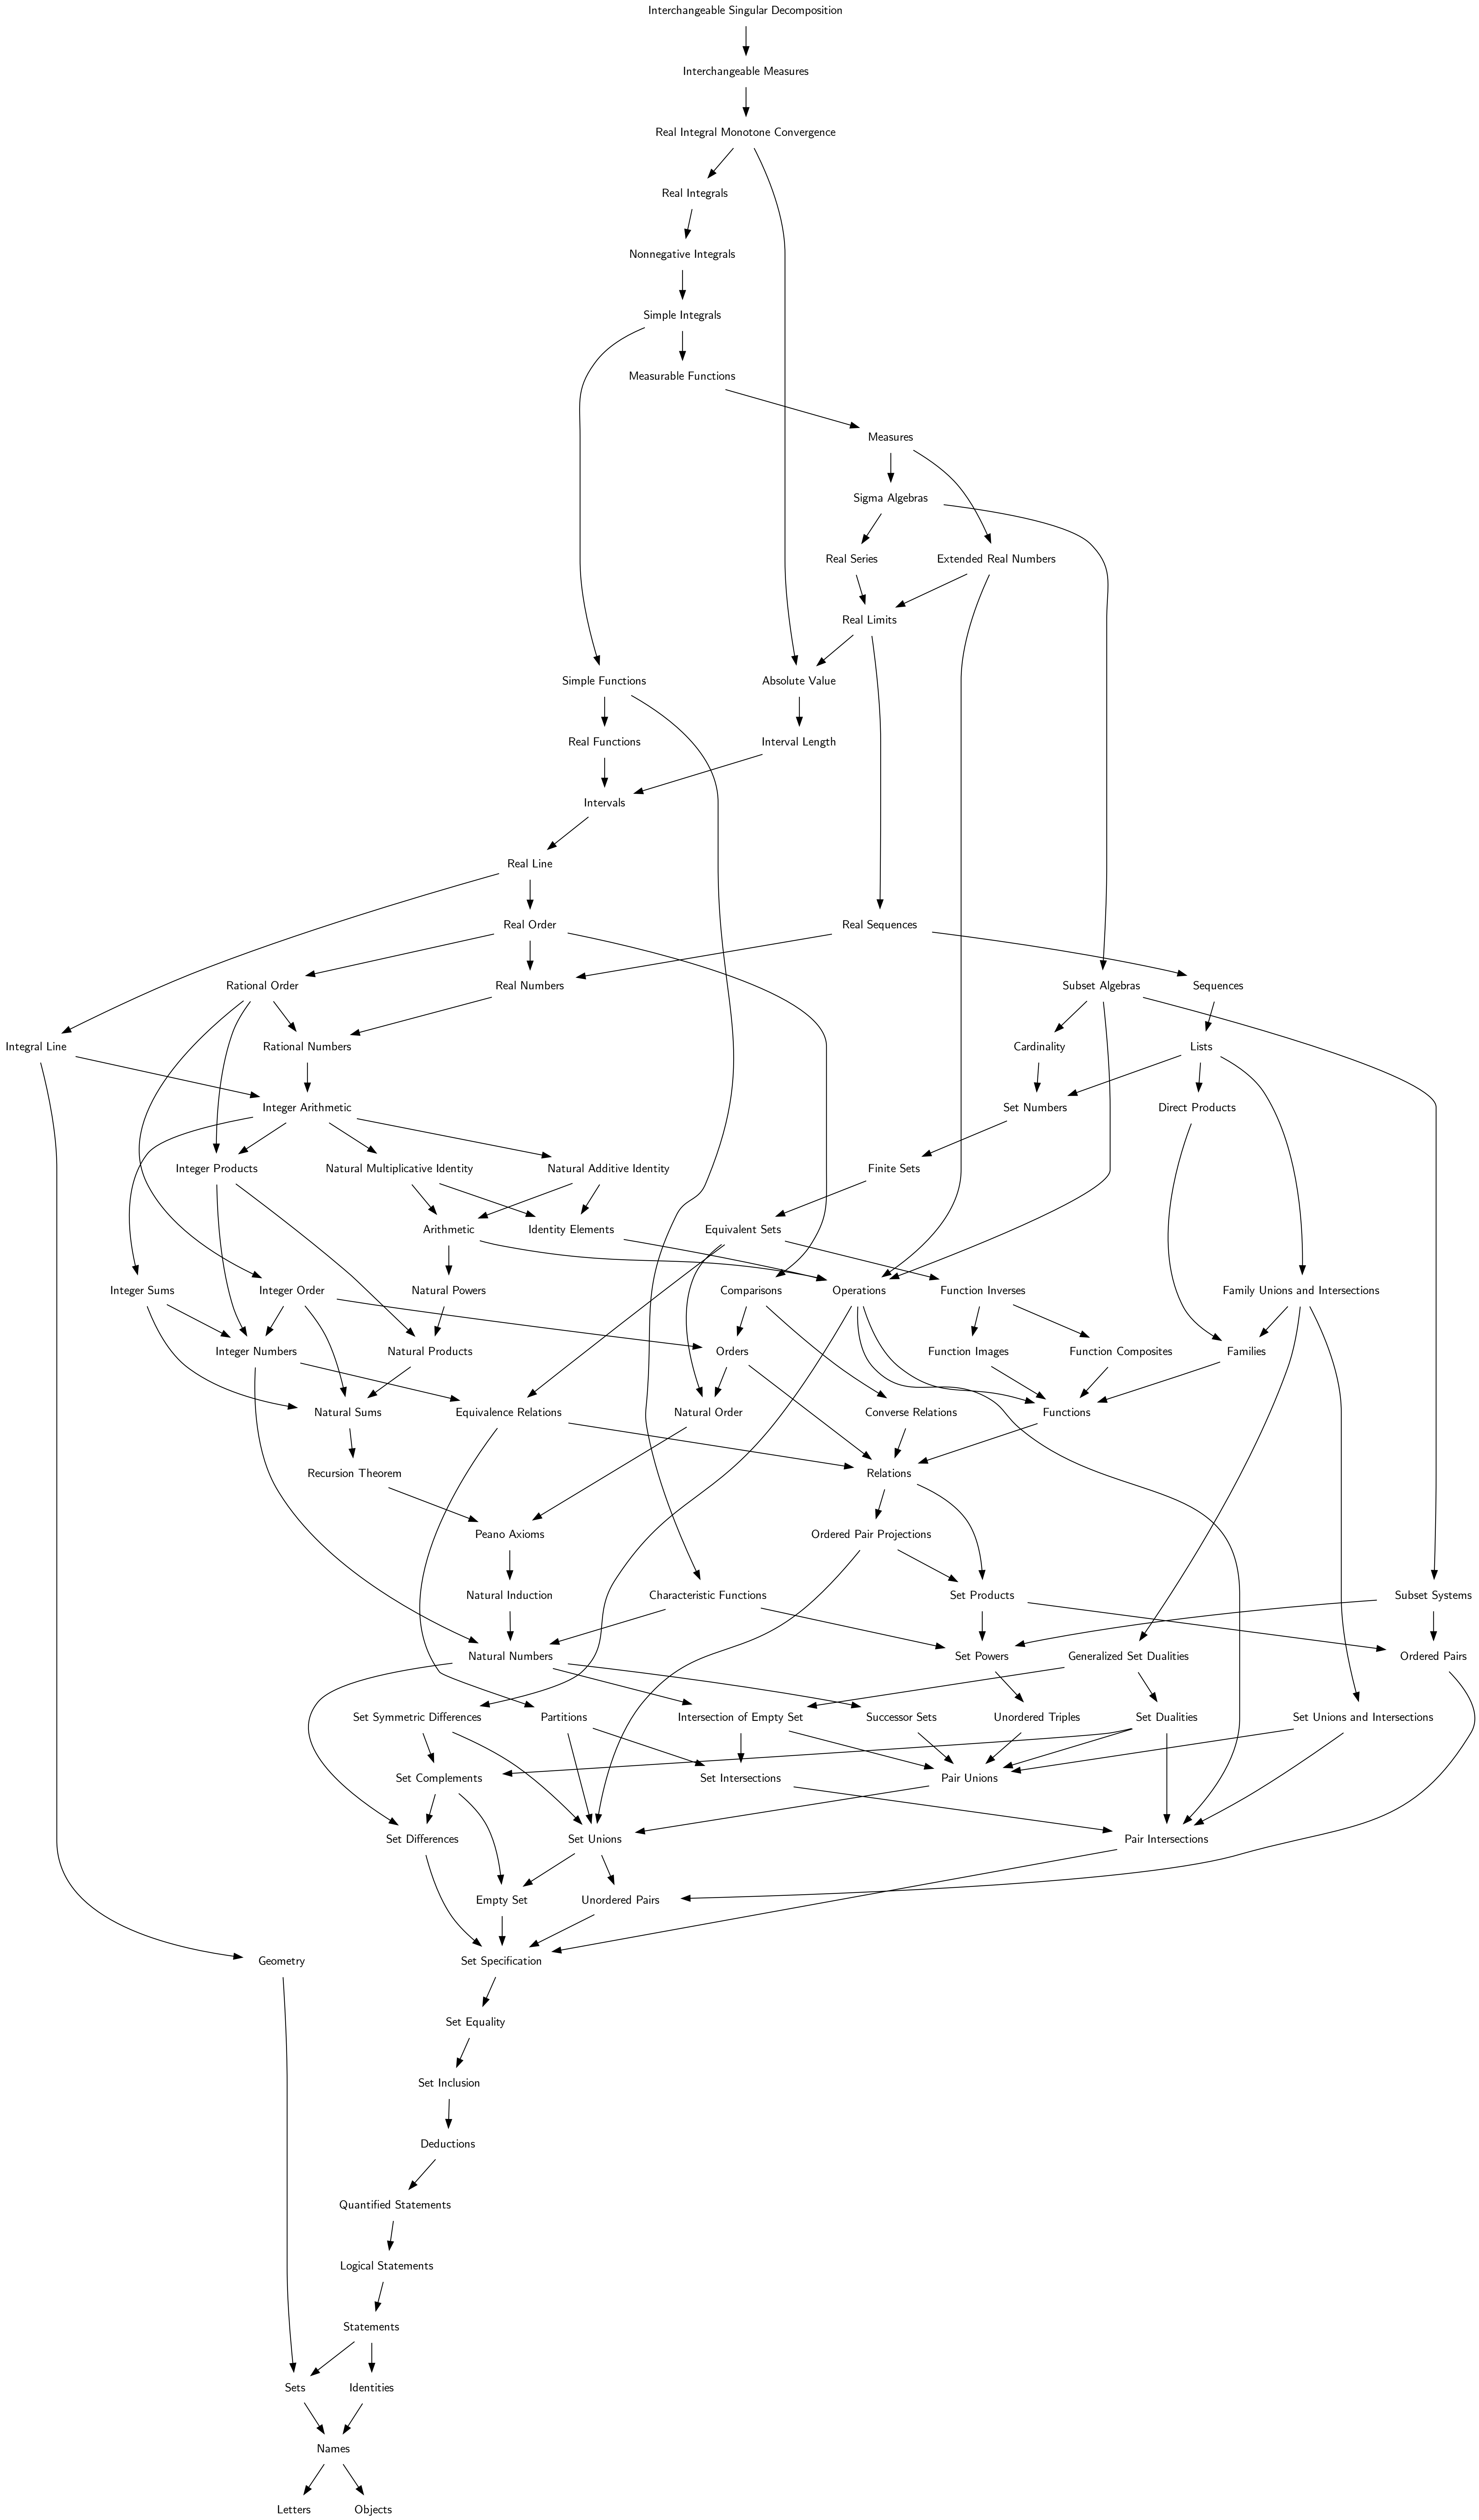 Interchangeable Singular Decomposition
Interchangeable Measures
Real Integral Monotone Convergence
Real Integrals
Nonnegative Integrals
Simple Integrals
Measurable Functions
Measures
Sigma Algebras
Real Series
Extended Real Numbers
Real Limits
Simple Functions
Absolute Value
Real Functions
Interval Length
Intervals
Real Line
Real Order
Real Sequences
Rational Order
Real Numbers
Subset Algebras
Sequences
Integral Line
Rational Numbers
Cardinality
Lists
Integer Arithmetic
Set Numbers
Direct Products
Integer Products
Natural Multiplicative Identity
Natural Additive Identity
Finite Sets
Arithmetic
Identity Elements
Equivalent Sets
Integer Sums
Integer Order
Natural Powers
Comparisons
Operations
Function Inverses
Family Unions and Intersections
Integer Numbers
Natural Products
Orders
Function Images
Function Composites
Families
Natural Sums
Equivalence Relations
Natural Order
Converse Relations
Functions
Recursion Theorem
Relations
Peano Axioms
Ordered Pair Projections
Natural Induction
Characteristic Functions
Set Products
Subset Systems
Natural Numbers
Set Powers
Generalized Set Dualities
Ordered Pairs
Set Symmetric Differences
Partitions
Intersection of Empty Set
Successor Sets
Unordered Triples
Set Dualities
Set Unions and Intersections
Set Complements
Set Intersections
Pair Unions
Set Differences
Set Unions
Pair Intersections
Empty Set
Unordered Pairs
Geometry
Set Specification
Set Equality
Set Inclusion
Deductions
Quantified Statements
Logical Statements
Statements
Sets
Identities
Names
Letters
Objects